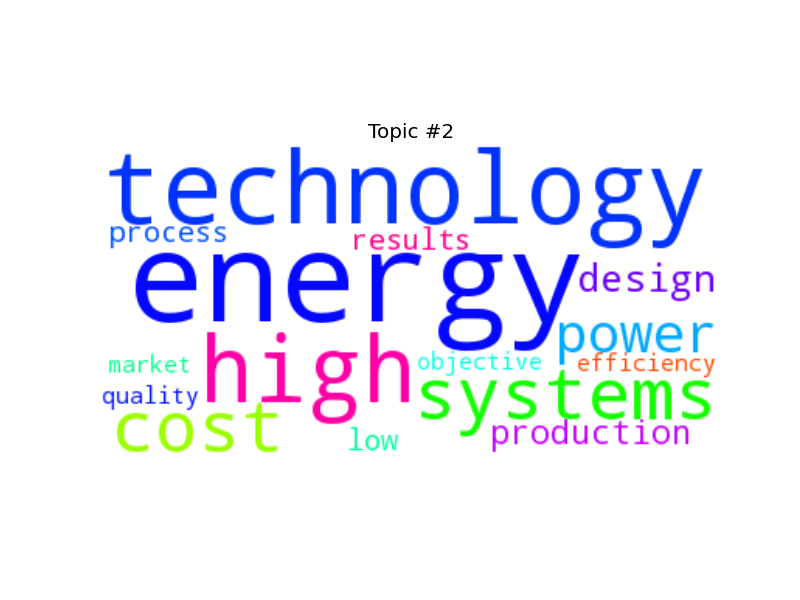 Topic #2
technology
process
results
energy
design
power
high
market
objective
efficiency
quality
systems
cost
low
production